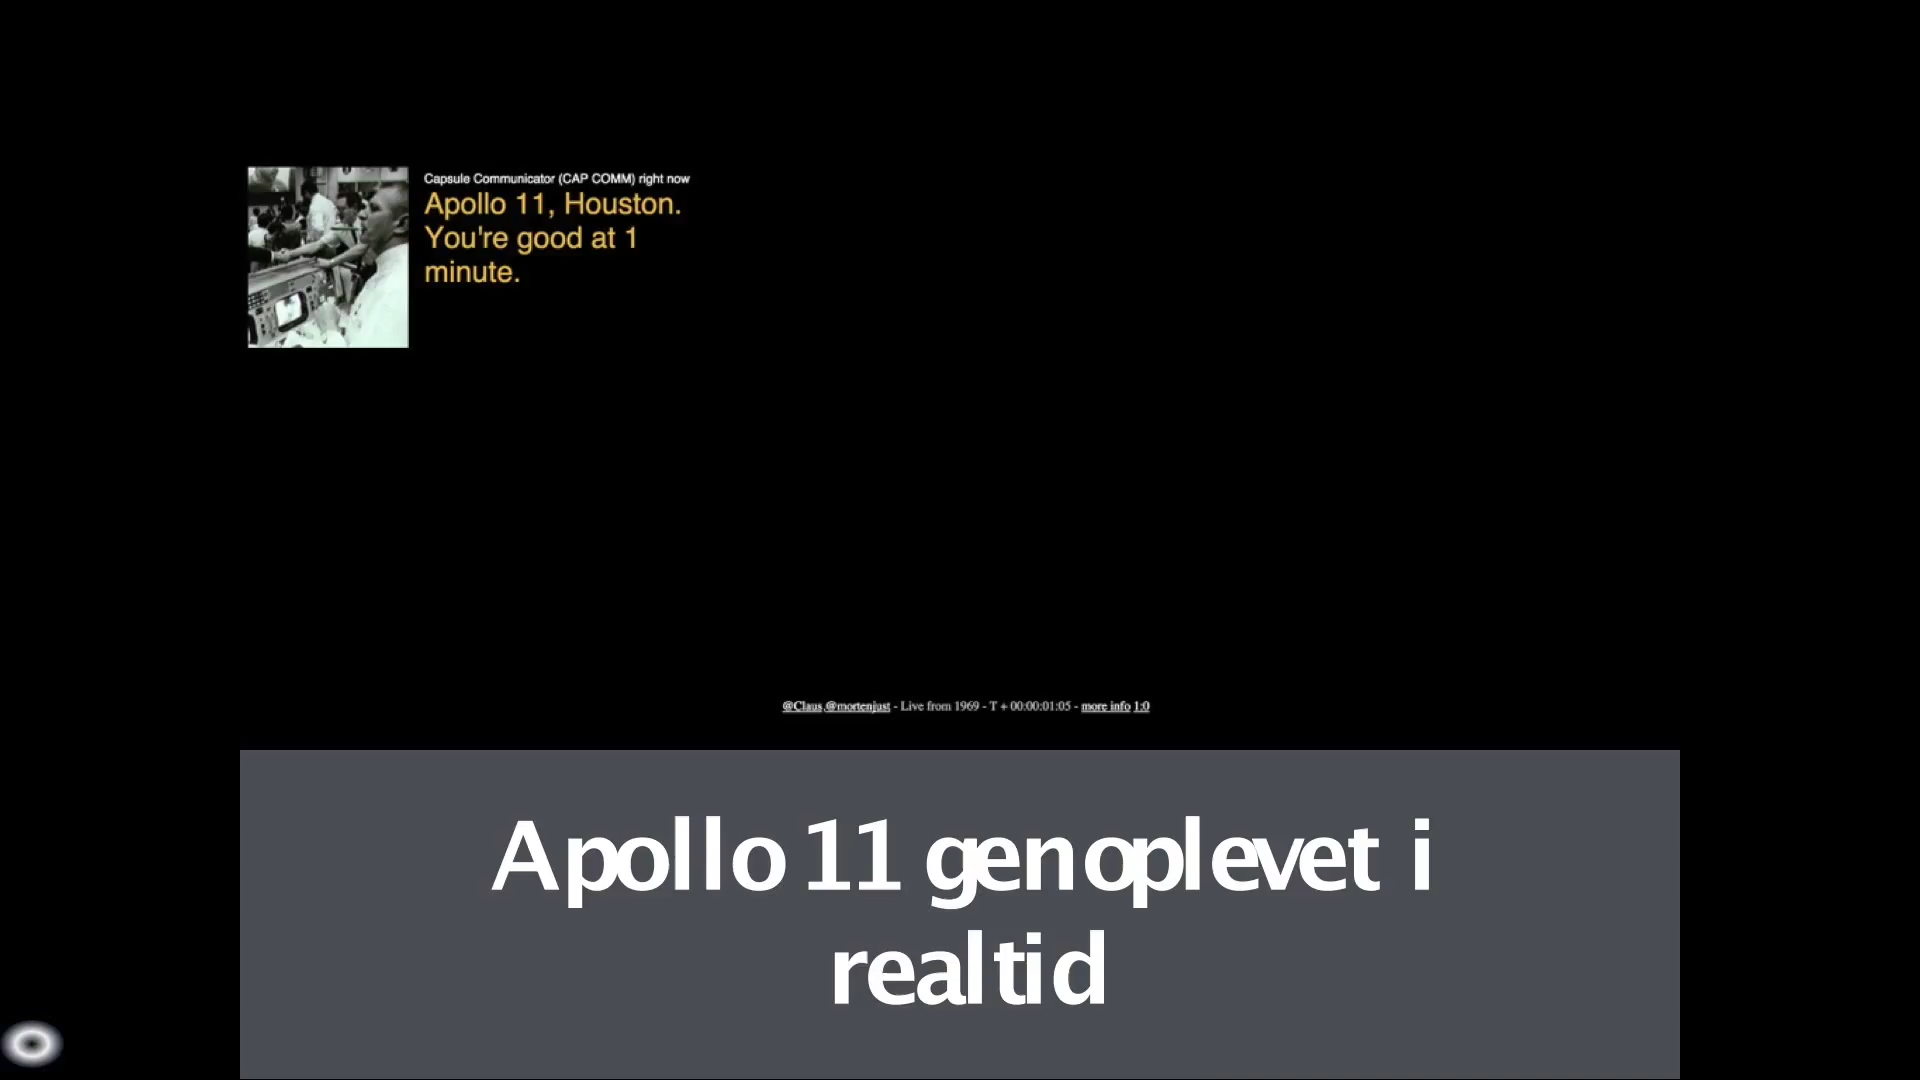 Capsule Communicator (CAP COMM) right now
Apollo 11, Houston.
You're good at 1
minute.
@Claus,@mortenjust - Live from 1969 - T + 00:00:01:05 - more info 1:0
Apollo 11 genoplevet i
realtid